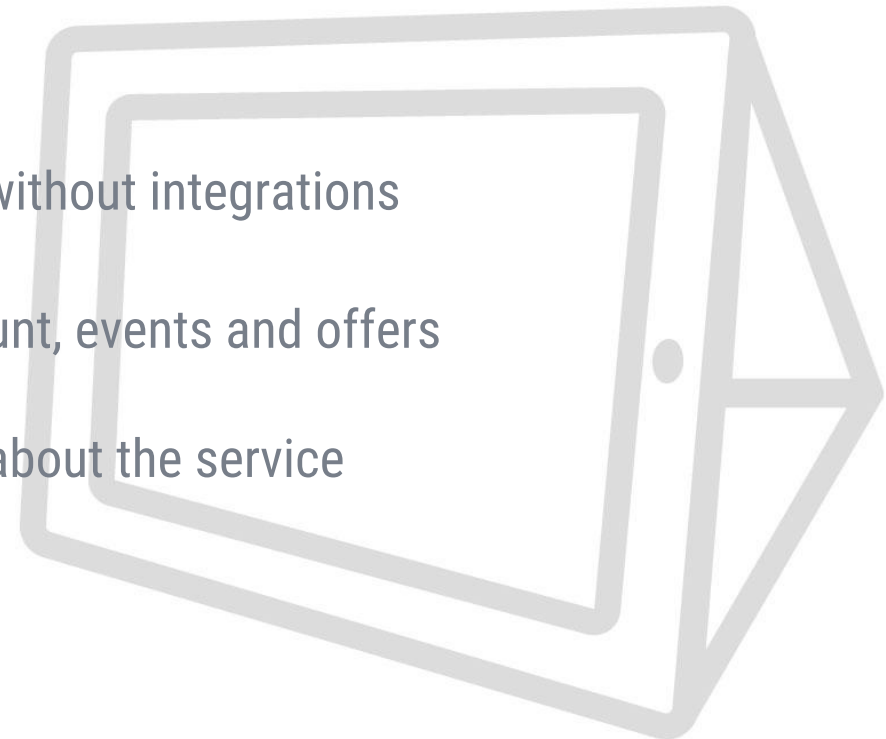 without integrations
unt, events and offers
about the service